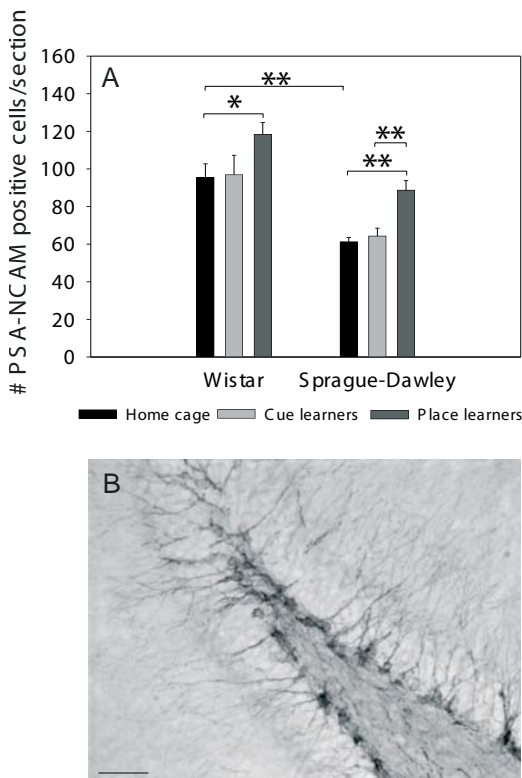 # PSA-NCAM positive cells/section
A
160
140
120
100
80
60
40
20
0
**
*
**
**
Wistar
Sprague-Dawley
Home cage
Cue learners
Place learners
B